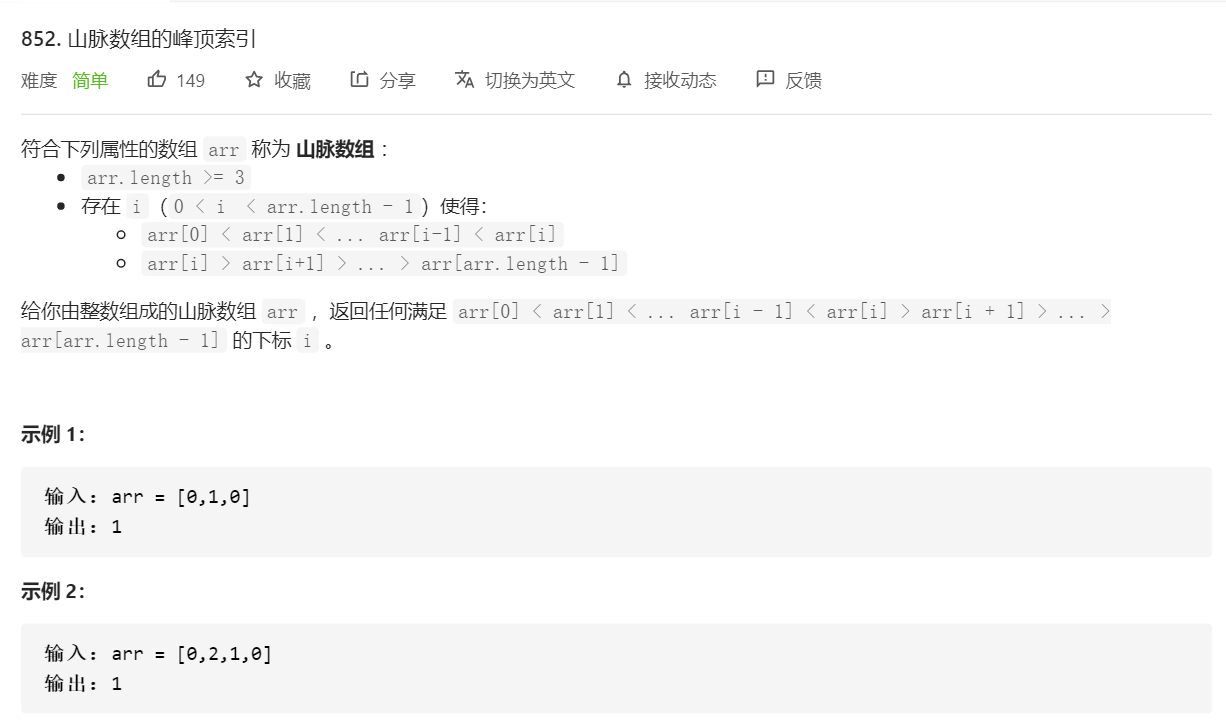 852. 山脉数组的峰顶索引
难度 简单 149 收藏 分享 切换为英文 接收动态 反馈
符合下列属性的数组 arr 称为 山脉数组 ：
• arr.length >= 3
• 存在 i（0 < i < arr.length - 1）使得：
○ arr[0] < arr[1] < ... arr[i-1] < arr[i]
○ arr[i] > arr[i+1] > ... > arr[arr.length - 1]
给你由整数组成的山脉数组 arr ，返回任何满足 arr[0] < arr[1] < ... arr[i - 1] < arr[i] > arr[i + 1] > ... >
arr[arr.length - 1] 的下标 i 。
示例 1：
输入：arr = [0,1,0]
输出：1
示例 2：
输入：arr = [0,2,1,0]
输出：1